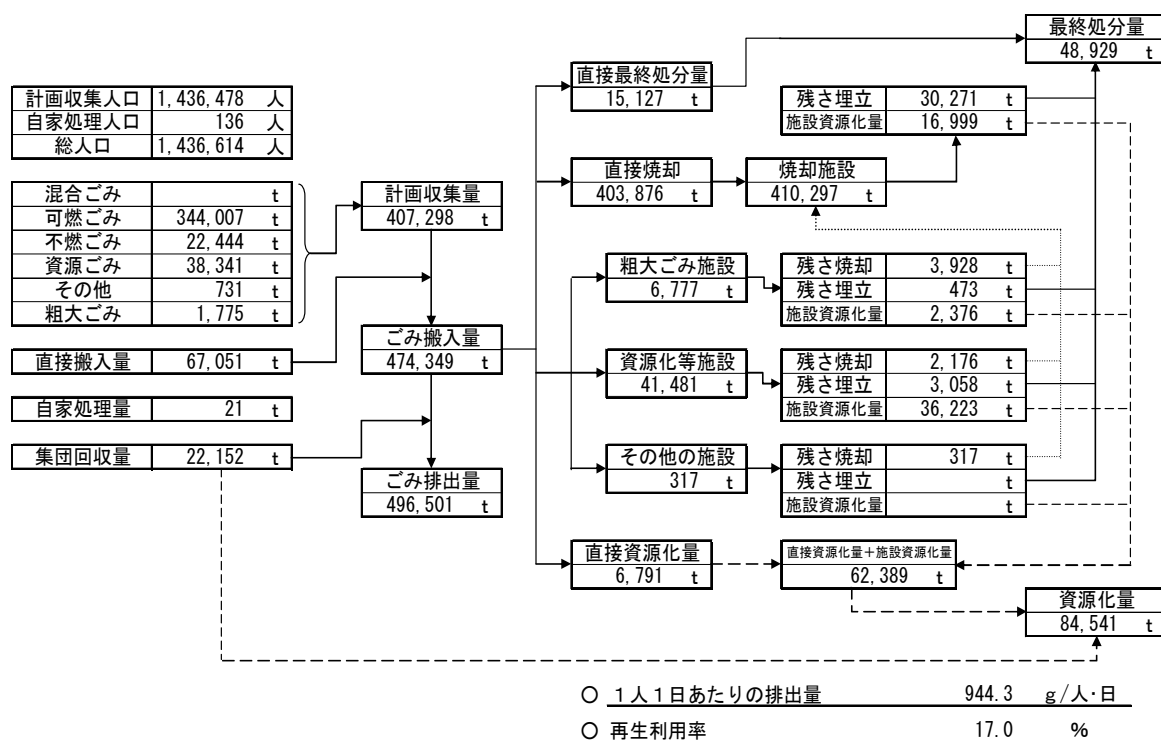 最終処分量
48,929 t
直接最終処分量
15,127 t
計画収集人口 1,436,478 人
自家処理人口 136 人
総人口 1,436,614 人
残さ埋立 30,271 t
施設資源化量 16,999 t
直接焼却
403,876 t
焼却施設
410,297 t
混合ごみ t
可燃ごみ 344,007 t
不燃ごみ 22,444 t
資源ごみ 38,341 t
その他 731 t
粗大ごみ 1,775 t
計画収集量
407,298 t
粗大ごみ施設
6,777 t
残さ焼却 3,928 t
残さ埋立 473 t
施設資源化量 2,376 t
直接搬入量 67,051 t
ごみ搬入量
474,349 t
資源化等施設
41,481 t
残さ焼却 2,176 t
残さ埋立 3,058 t
施設資源化量 36,223 t
自家処理量 21 t
集団回収量 22,152 t
ごみ排出量
496,501 t
その他の施設
317 t
残さ焼却 317 t
残さ埋立 t
施設資源化量 t
直接資源化量
6,791 t
直接資源化量＋施設資源化量
62,389 t
資源化量
84,541 t
○ １人１日あたりの排出量 944.3 g/人・日
○ 再生利用率 17.0 %